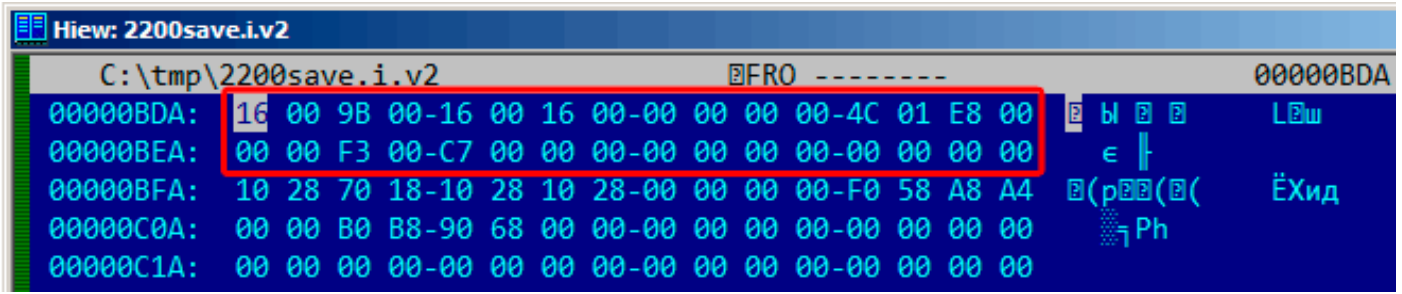 Hiew: 2200save.i.v2
C:\tmp\2200save.i.v2 FRO -------- 00000BDA
00000BDA: 16 00 9B 00-16 00 16 00-00 00 00 00-4C 01 E8 00 Ы L ш
00000BEA: 00 00 F3 00-C7 00 00 00-00 00 00 00-00 00 00 00 є ╟
00000BFA: 10 28 70 18-10 28 10 28-00 00 00 00-F0 58 A8 A4 (p ( ( ЁXид
00000C0A: 00 00 B0 B8-90 68 00 00-00 00 00 00-00 00 00 00 ░╕Рh
00000C1A: 00 00 00 00-00 00 00 00-00 00 00 00-00 00 00 00